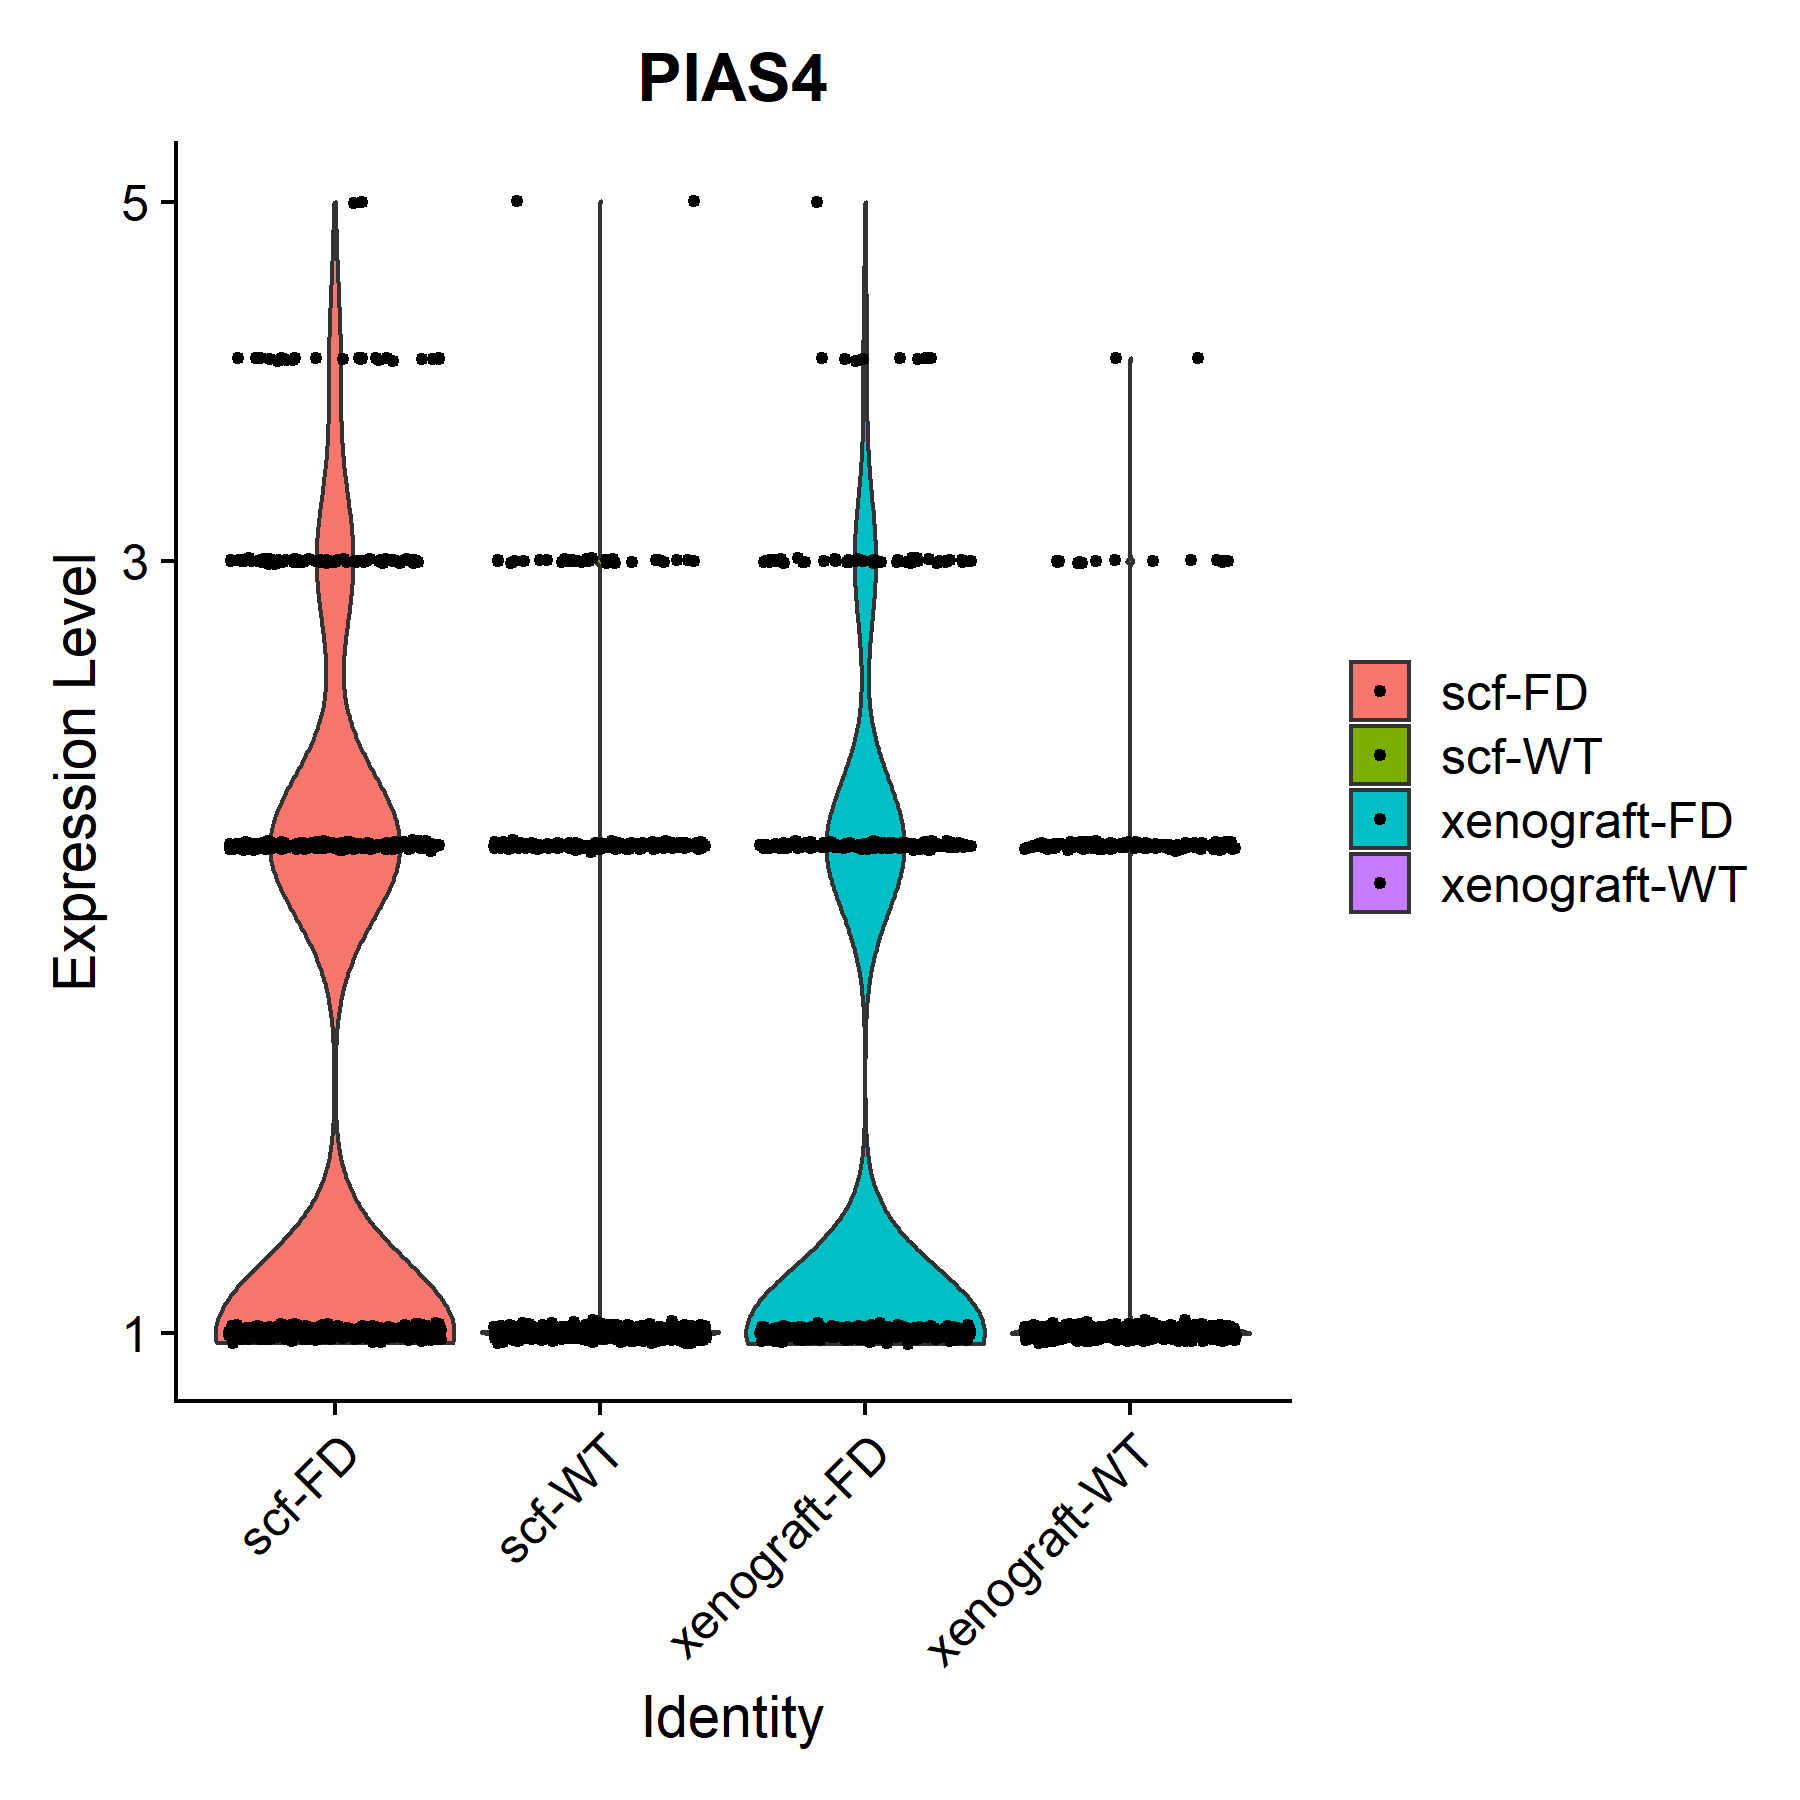 PIAS4
Expression Level
5
3
1
scf-FD
scf-WT
xenograft-FD
xenograft-WT
Identity
scf-FD
scf-WT
xenograft-FD
xenograft-WT